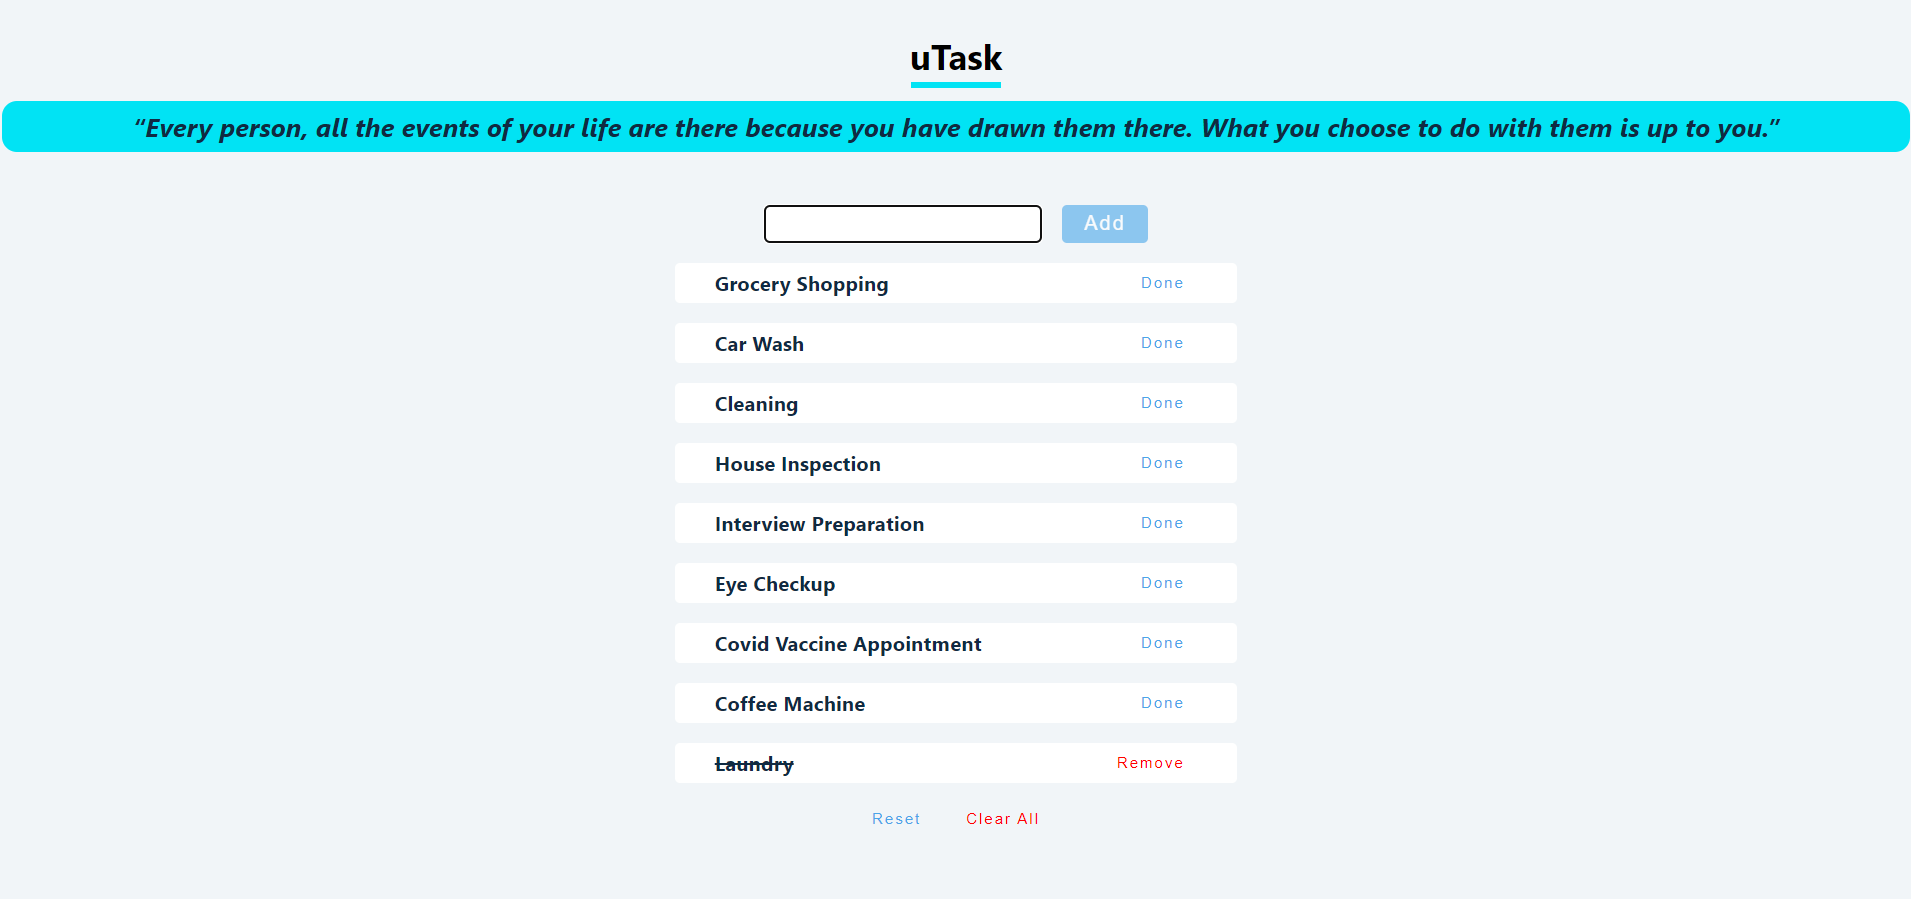 uTask
“Every person, all the events of your life are there because you have drawn them there. What you choose to do with them is up to you.”
Add
Grocery Shopping Done
Car Wash Done
Cleaning Done
House Inspection Done
Interview Preparation Done
Eye Checkup Done
Covid Vaccine Appointment Done
Coffee Machine Done
Laundry Remove
Reset Clear All